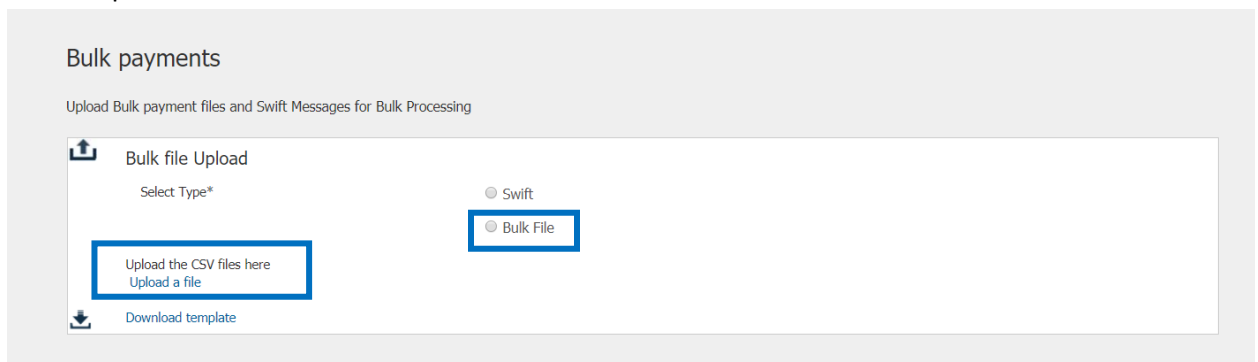 Bulk payments
Upload Bulk payment files and Swift Messages for Bulk Processing
Bulk file Upload
Select Type*
Swift
Bulk File
Upload the CSV files here
Upload a file
Download template